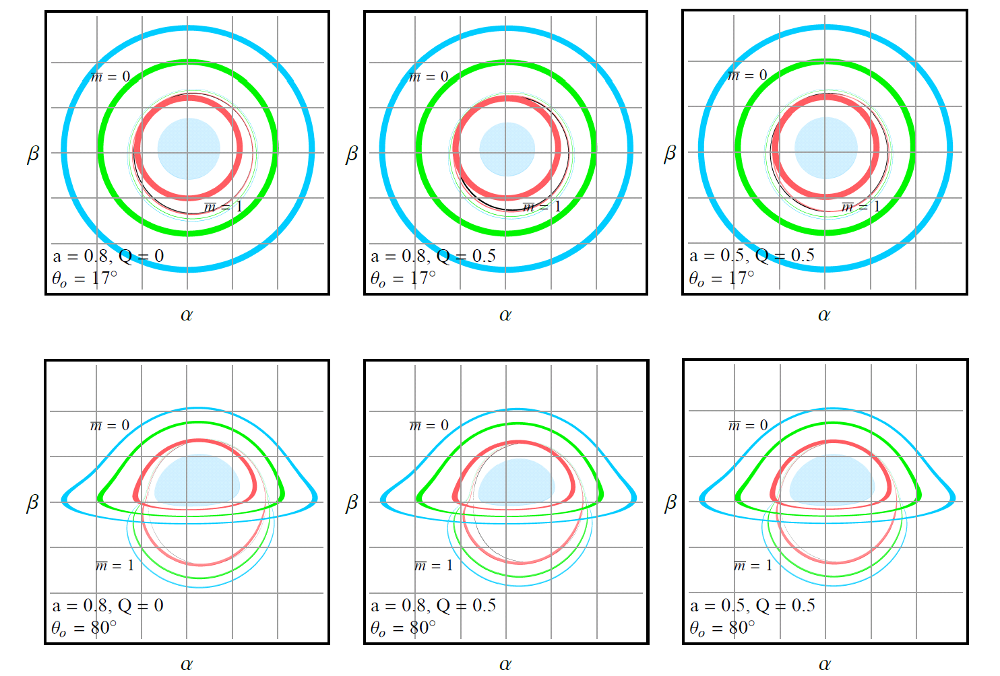 m̅ = 0
β
m̅ = 1
a = 0.8, Q = 0
θₒ = 17°
α
m̅ = 0
β
m̅ = 1
a = 0.8, Q = 0.5
θₒ = 17°
α
m̅ = 0
β
m̅ = 1
a = 0.5, Q = 0.5
θₒ = 17°
α
m̅ = 0
β
m̅ = 1
a = 0.8, Q = 0
θₒ = 80°
α
m̅ = 0
β
m̅ = 1
a = 0.8, Q = 0.5
θₒ = 80°
α
m̅ = 0
β
m̅ = 1
a = 0.5, Q = 0.5
θₒ = 80°
α